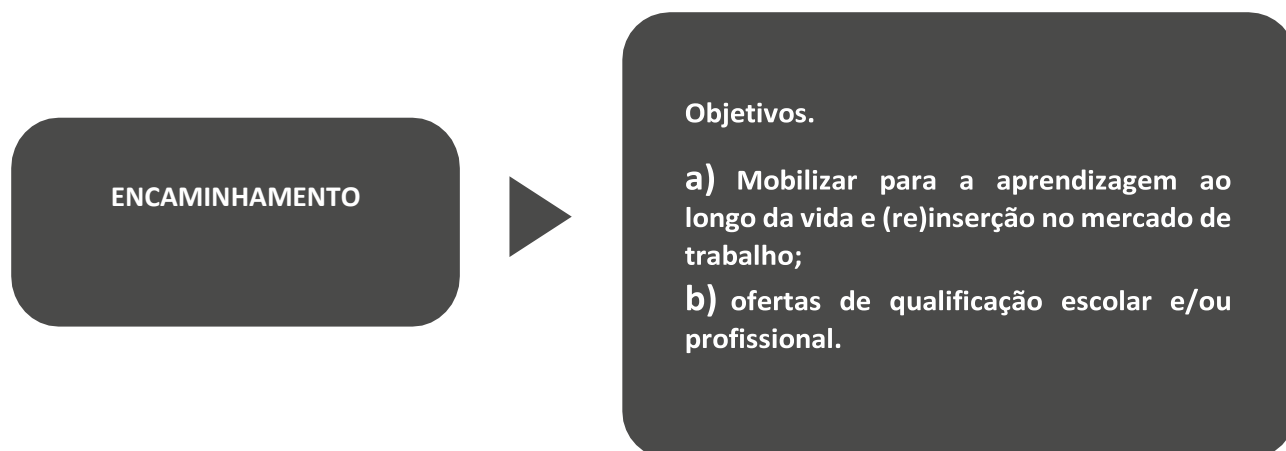 ENCAMINHAMENTO
Objetivos.
a) Mobilizar para a aprendizagem ao
longo da vida e (re)inserção no mercado de
trabalho;
b) ofertas de qualificação escolar e/ou
profissional.